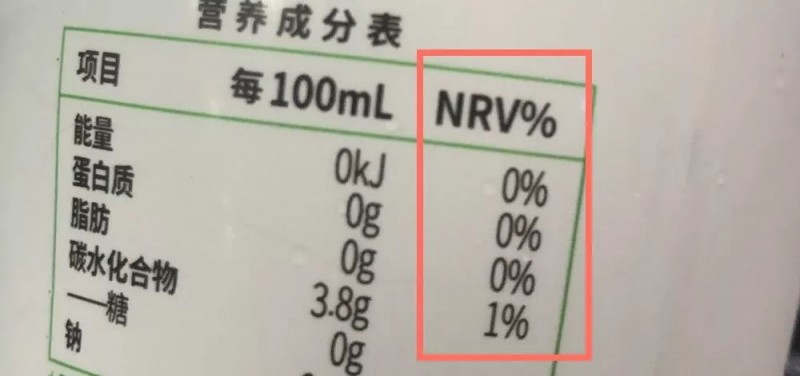 营养成分表
项目 每100mL NRV%
能量 0kJ 0%
蛋白质 0g 0%
脂肪 0g 0%
碳水化合物 3.8g 1%
——糖 0g
钠